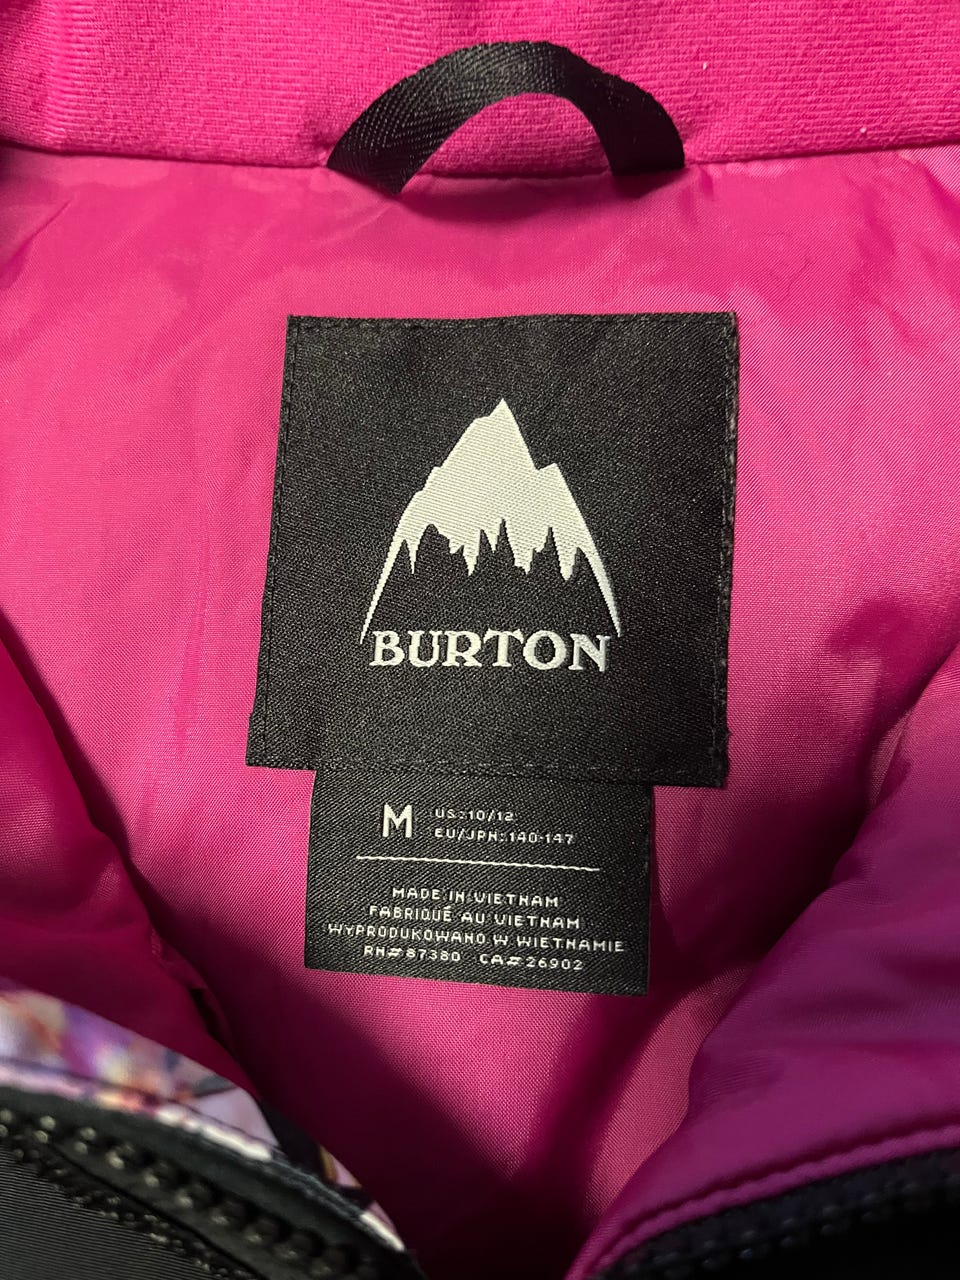 BURTON
M US: 10/12
EU/JPN: 140-147
MADE IN VIETNAM
FABRIQUÉ AU VIETNAM
WYPRODUKOWANO W WIETNAMIE
RN#87380 CA#26902